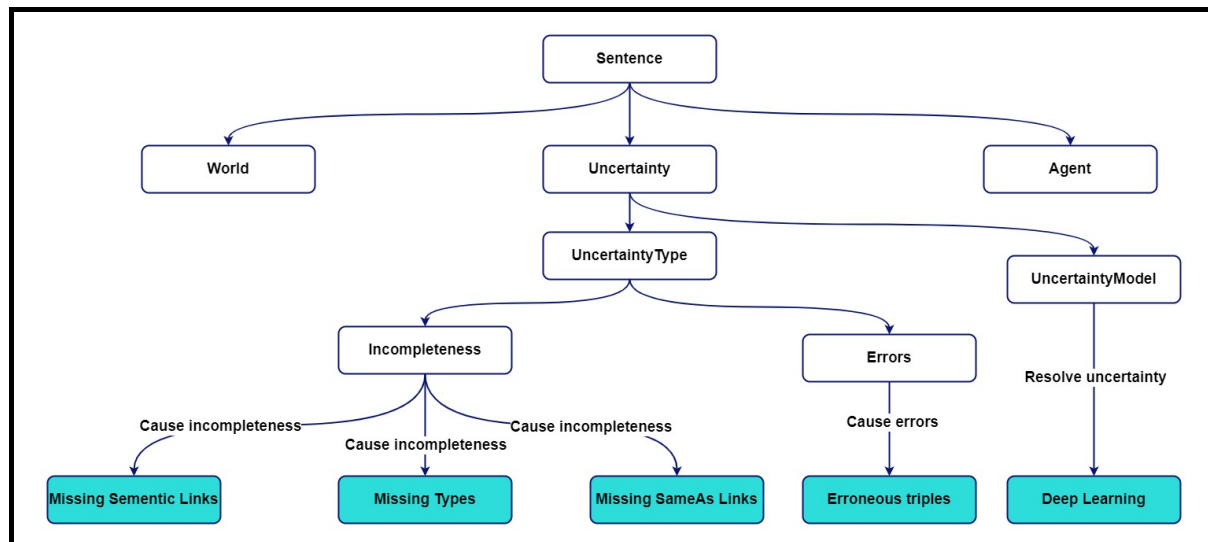 Sentence
World
Uncertainty
Agent
UncertaintyType
UncertaintyModel
Incompleteness
Errors
Resolve uncertainty
Cause incompleteness
Cause incompleteness
Cause incompleteness
Cause errors
Missing Sementic Links
Missing Types
Missing SameAs Links
Erroneous triples
Deep Learning